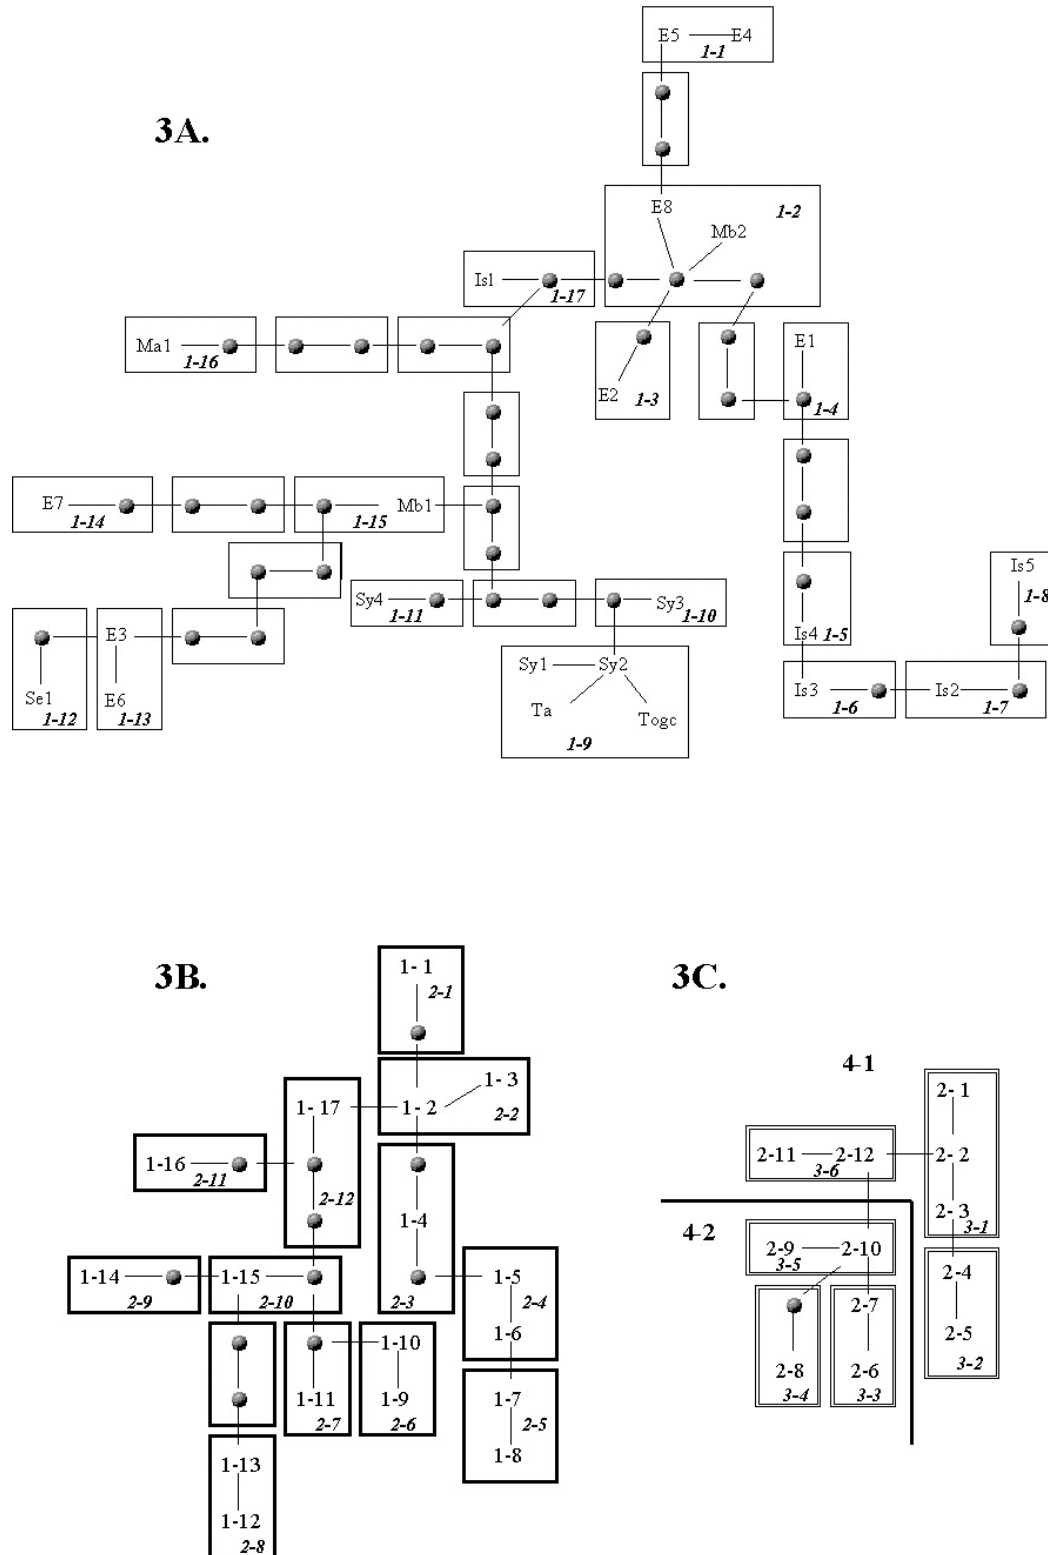 E5 E4
1-1
3A.
E8
1-2
Mb2
Is1
1-17
Ma1
1-16
E1
E2
1-3
1-4
E7
1-14
1-15
Mb1
Is5
1-8
Sy4
1-11
Sy3
1-10
Is4 1-5
E3
Se1
E6
1-12
1-13
Sy1 Sy2
Ta
Togc
1-9
Is3
1-6
Is2
1-7
3B.
3C.
1- 1
2-1
1- 3
1- 17
1- 2
2-2
1-16
2-11
2-12
1-4
1-14
2-9
1-15
2-10
2-3
1-5
2-4
1-6
1-10
1-11
2-7
1-9
2-6
1-7
2-5
1-8
1-13
1-12
2-8
4-1
2- 1
2-11
2-12
3-6
2- 2
2- 3
3-1
4-2
2-9
2-10
3-5
2-4
2-7
2-5
3-2
2-8
3-4
2-6
3-3